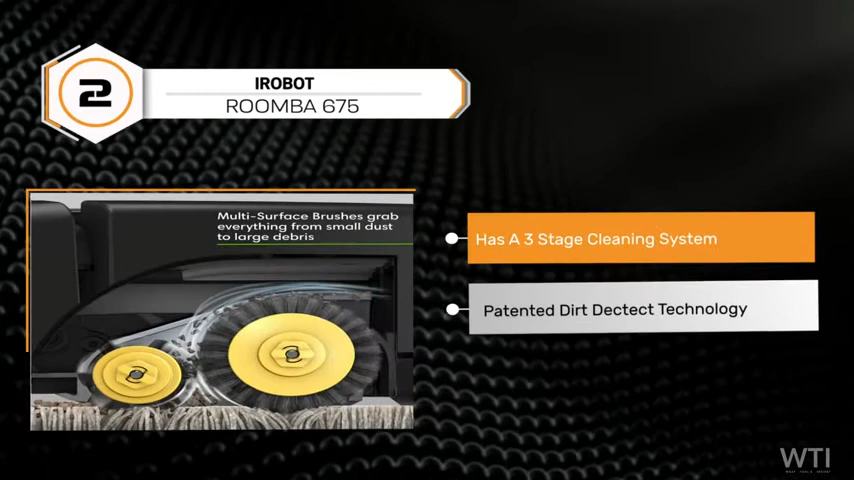 2
IROBOT
ROOMBA 675
Multi-Surface Brushes grab
everything from small dust
to large debris
Has A 3 Stage Cleaning System
Patented Dirt Dectect Technology
WTI